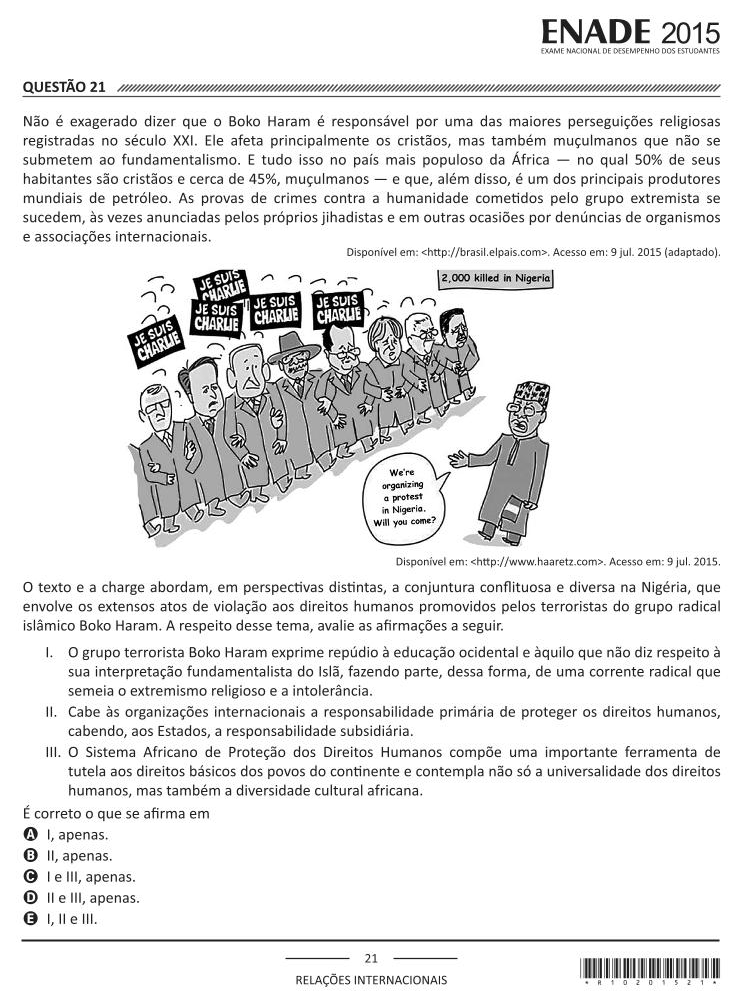 ENADE 2015
EXAME NACIONAL DE DESEMPENHO DOS ESTUDANTES
QUESTÃO 21
Não é exagerado dizer que o Boko Haram é responsável por uma das maiores perseguições religiosas
registradas no século XXI. Ele afeta principalmente os cristãos, mas também muçulmanos que não se
submetem ao fundamentalismo. E tudo isso no país mais populoso da África — no qual 50% de seus
habitantes são cristãos e cerca de 45%, muçulmanos — e que, além disso, é um dos principais produtores
mundiais de petróleo. As provas de crimes contra a humanidade cometidos pelo grupo extremista se
sucedem, às vezes anunciadas pelos próprios jihadistas e em outras ocasiões por denúncias de organismos
e associações internacionais.
Disponível em: <http://brasil.elpais.com>. Acesso em: 9 jul. 2015 (adaptado).
JE SUIS
CHARLIE
JE SUIS
CHARLIE
JE SUIS
CHARLIE
JE SUIS
CHARLIE
JE SUIS
CHARLIE
2,000 killed in Nigeria
We're
organizing
a protest
in Nigeria.
Will you come?
Disponível em: <http://www.haaretz.com>. Acesso em: 9 jul. 2015.
O texto e a charge abordam, em perspectivas distintas, a conjuntura conflituosa e diversa na Nigéria, que
envolve os extensos atos de violação aos direitos humanos promovidos pelos terroristas do grupo radical
islâmico Boko Haram. A respeito desse tema, avalie as afirmações a seguir.
I. O grupo terrorista Boko Haram exprime repúdio à educação ocidental e àquilo que não diz respeito à
sua interpretação fundamentalista do Islã, fazendo parte, dessa forma, de uma corrente radical que
semeia o extremismo religioso e a intolerância.
II. Cabe às organizações internacionais a responsabilidade primária de proteger os direitos humanos,
cabendo, aos Estados, a responsabilidade subsidiária.
III. O Sistema Africano de Proteção dos Direitos Humanos compõe uma importante ferramenta de
tutela aos direitos básicos dos povos do continente e contempla não só a universalidade dos direitos
humanos, mas também a diversidade cultural africana.
É correto o que se afirma em
A I, apenas.
B II, apenas.
C I e III, apenas.
D II e III, apenas.
E I, II e III.
21
RELAÇÕES INTERNACIONAIS
* R 1 0 2 0 1 5 2 1 *